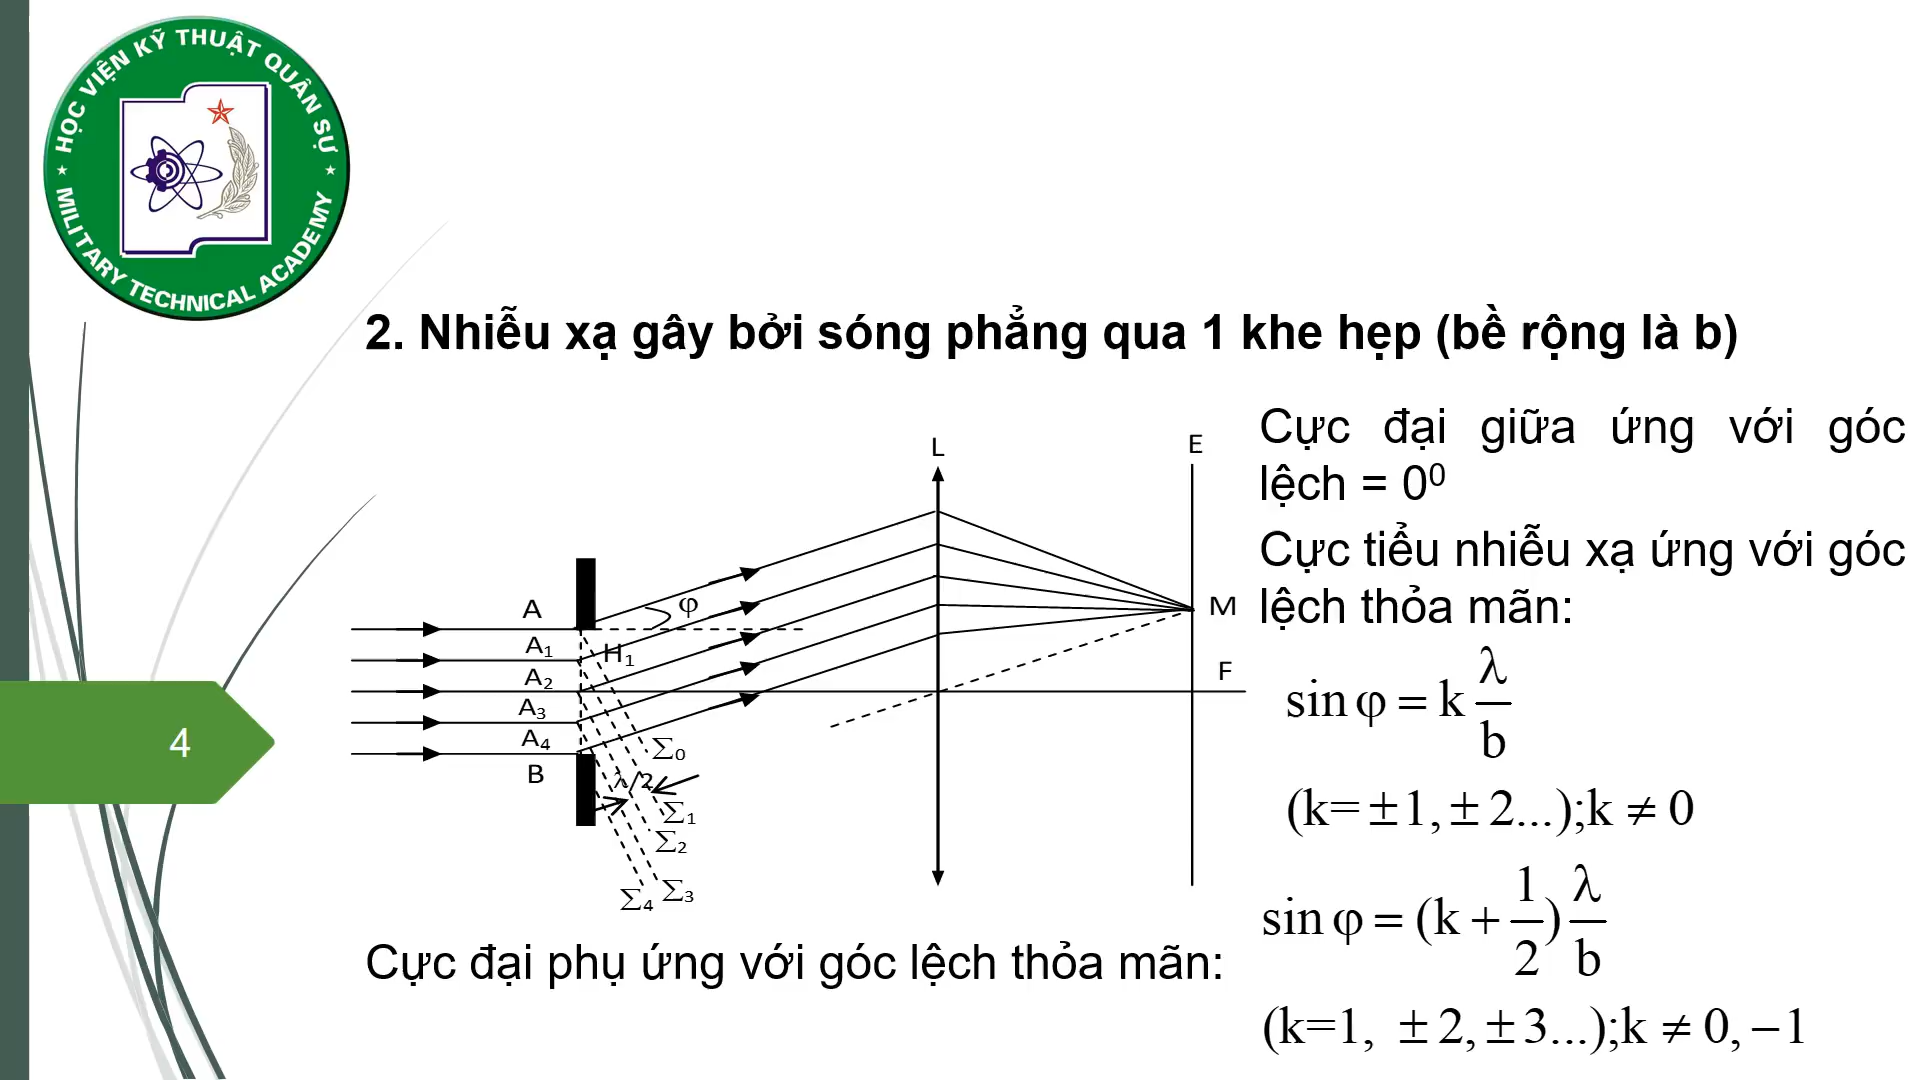 HỌC VIỆN KỸ THUẬT QUÂN SỰ
MILITARY TECHNICAL ACADEMY
2. Nhiễu xạ gây bởi sóng phẳng qua 1 khe hẹp (bề rộng là b)
L
E
A
φ
A₁
H₁
A₂
A₃
A₄
B
M
F
λ/2
Σ₀
Σ₁
Σ₂
Σ₃
Σ₄
Cực đại giữa ứng với góc
lệch = 0⁰
Cực tiểu nhiễu xạ ứng với góc
lệch thỏa mãn:
sin φ = k λ/b
(k= ± 1, ± 2...);k ≠ 0
Cực đại phụ ứng với góc lệch thỏa mãn:
sin φ = (k + 1/2) λ/b
(k=1, ± 2, ± 3...);k ≠ 0, −1
4